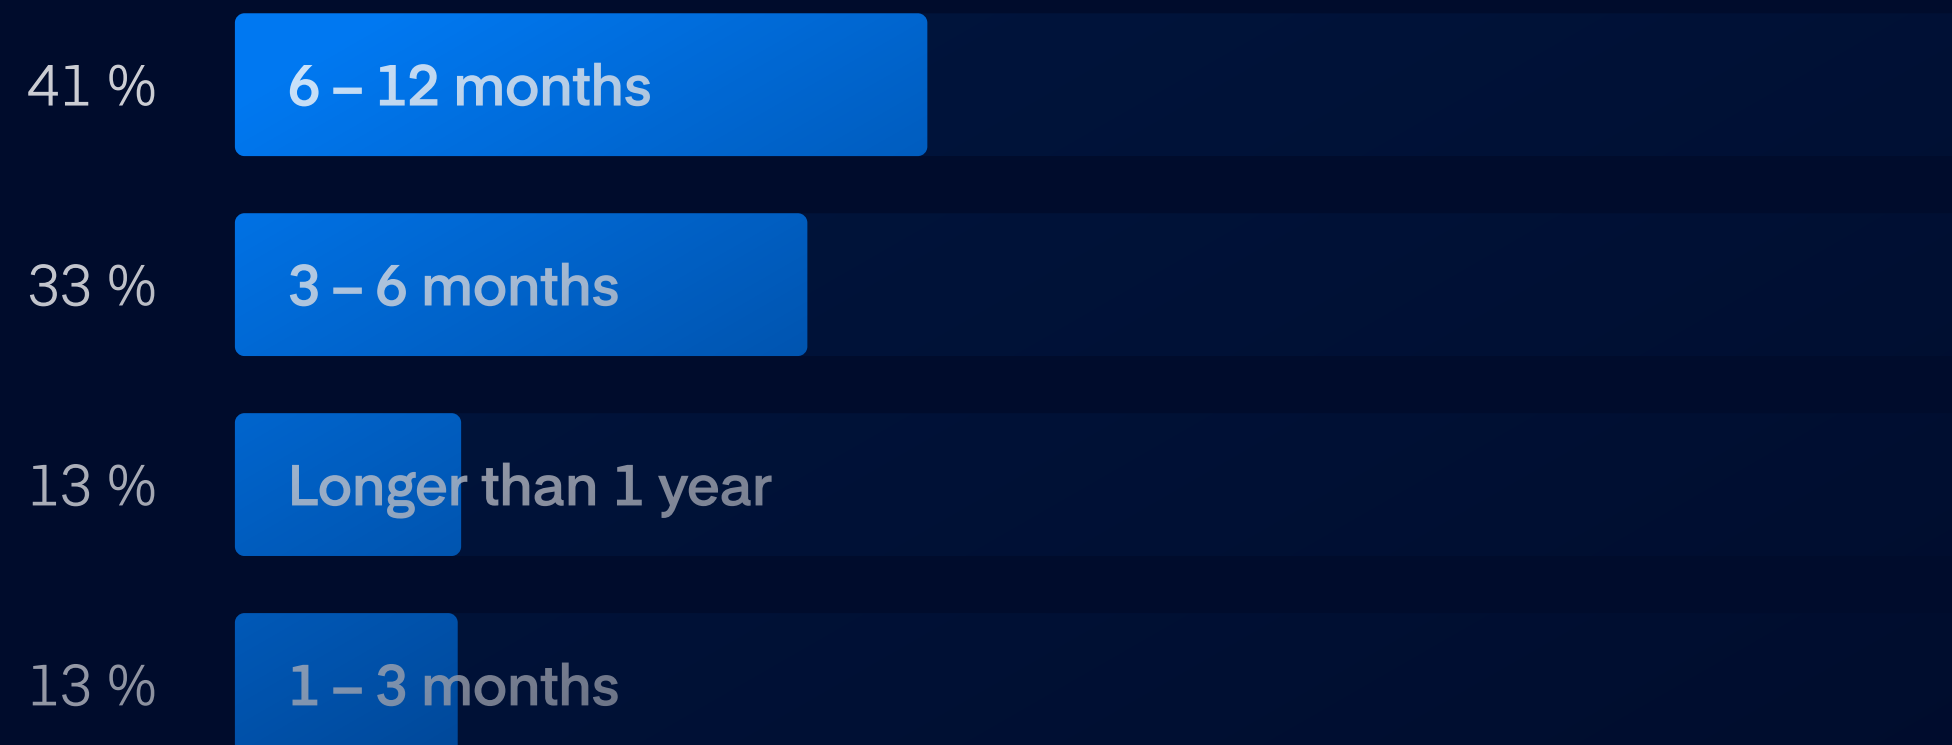 41 % 6 – 12 months
33 % 3 – 6 months
13 % Longer than 1 year
13 % 1 – 3 months